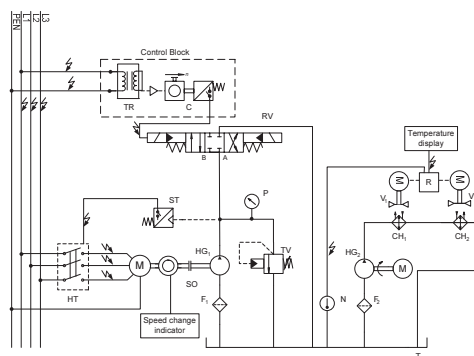 PEN
L1
L2
L3
Control Block
TR
C
RV
B
A
Temperature
display
R
M
V₁
M
V
CH₁
CH₂
ST
P
HG₁
TV
HG₂
M
HT
M
SO
F₁
N
F₂
Speed change
indicator
T